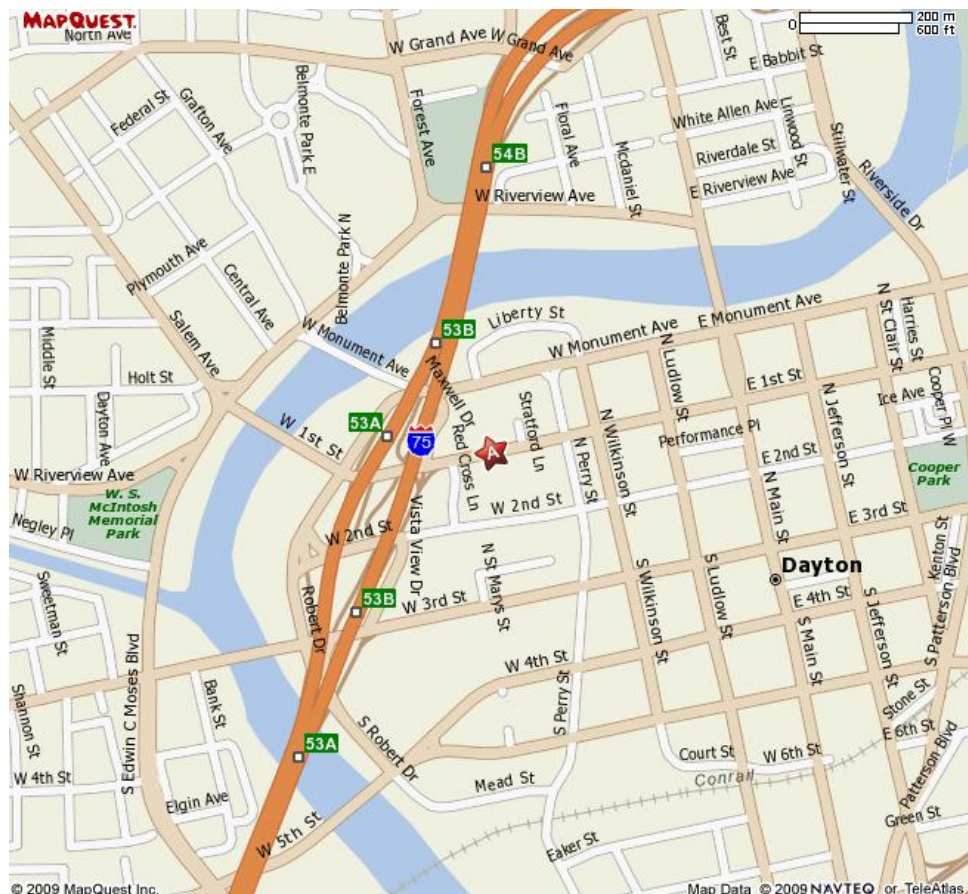 MAPQUEST.
North Ave
W Grand Ave
W Grand Ave
0
200 m
600 ft
Best St
E Babbit St
Federal St
Grafton Ave
Belmonte Park E
Forest Ave
54B
Floral Ave
Mcdaniel St
White Allen Ave
Linwood St
Riverdale St
E Riverview Ave
Stillwater St
Riverside Dr
W Riverview Ave
Plymouth Ave
Central Ave
Belmonte Park N
Salem Ave
Middle St
Holt St
Dayton Ave
W Monument Ave
53B
Liberty St
W Monument Ave
E Monument Ave
N St Clair St
Harries St
Maxwell Dr
N Ludlow St
E 1st St
N Jefferson St
Ice Ave
Cooper Pl W
W 1st St
53A
75
Red Cross Ln
A
Stratford Ln
N Perry St
N Wilkinson St
Performance Pl
E 2nd St
N Main St
Cooper
Park
W Riverview Ave
W. S.
McIntosh
Memorial
Park
Negley Pl
W 2nd St
Vista View Dr
W 2nd St
E 3rd St
Kenton St
N St Marys St
Dayton
Sweetman St
Robert Dr
53B
W 3rd St
S Wilkinson St
S Ludlow St
E 4th St
S Main St
S Jefferson St
S Patterson Blvd
W 4th St
S Edwin C Moses Blvd
Bank St
Shannon St
S Perry St
Stone St
E 6th St
53A
S Robert Dr
Court St
W 6th St
Patterson Blvd
W 4th St
Elgin Ave
Mead St
Conrail
W 5th St
Eaker St
Green St
© 2009 MapQuest Inc.
Map Data © 2009 NAVTEQ or TeleAtlas